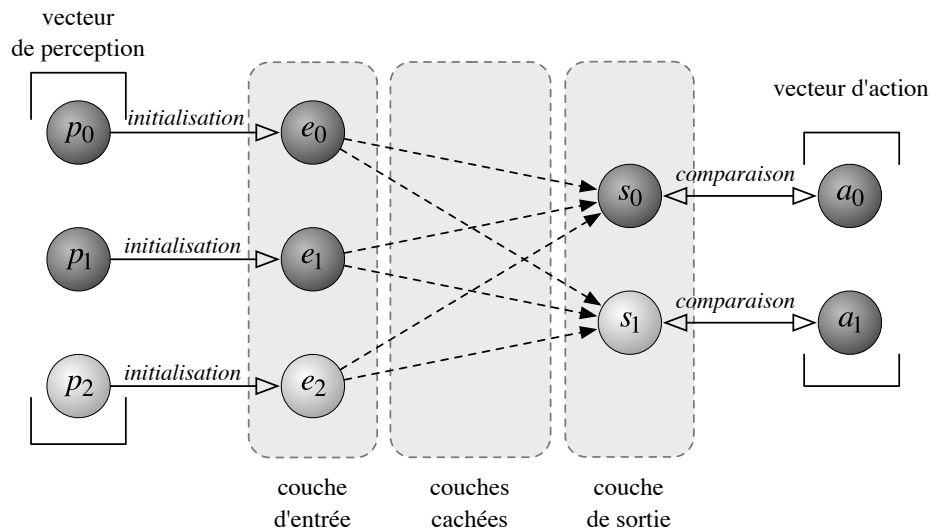 vecteur
de perception
vecteur d'action
p0
initialisation
e0
s0
comparaison
a0
p1
initialisation
e1
s1
comparaison
a1
p2
initialisation
e2
couche
d'entrée
couches
cachées
couche
de sortie